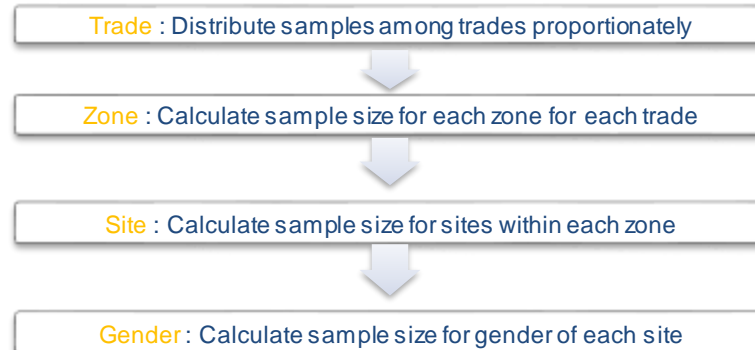 Trade : Distribute samples among trades proportionately
Zone : Calculate sample size for each zone for each trade
Site : Calculate sample size for sites within each zone
Gender : Calculate sample size for gender of each site